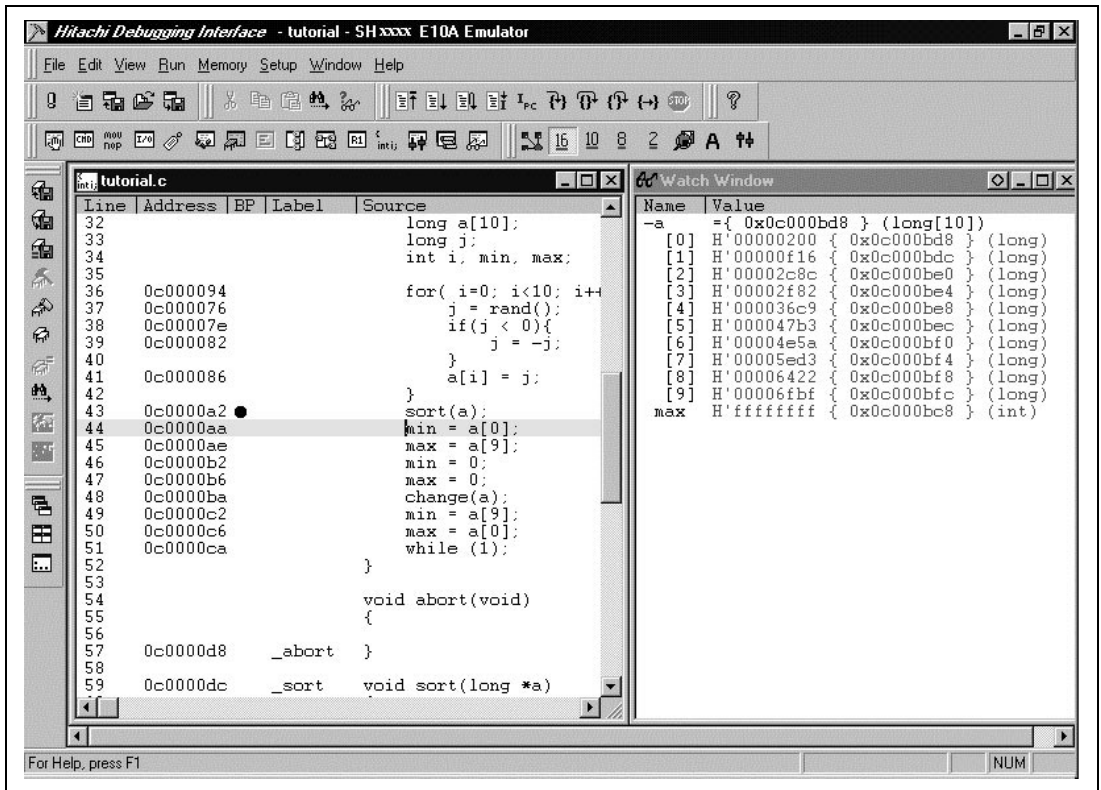 Hitachi Debugging Interface - tutorial - SHxxxx E10A Emulator
File Edit View Run Memory Setup Window Help
16 10 8 2 A
tutorial.c
Line Address BP Label Source
32 long a[10];
33 long j;
34 int i, min, max;
35
36 0c000094 for( i=0; i<10; i++
37 0c000076 j = rand();
38 0c00007e if(j < 0){
39 0c000082 j = -j;
40 }
41 0c000086 a[i] = j;
42 }
43 0c0000a2 ● sort(a);
44 0c0000aa min = a[0];
45 0c0000ae max = a[9];
46 0c0000b2 min = 0;
47 0c0000b6 max = 0;
48 0c0000ba change(a);
49 0c0000c2 min = a[9];
50 0c0000c6 max = a[0];
51 0c0000ca while (1);
52 }
53
54 void abort(void)
55 {
56
57 0c0000d8 _abort }
58
59 0c0000dc _sort void sort(long *a)
Watch Window
Name Value
-a ={ 0x0c000bd8 } (long[10])
[0] H'00000200 { 0x0c000bd8 } (long)
[1] H'00000f16 { 0x0c000bdc } (long)
[2] H'00002c8c { 0x0c000be0 } (long)
[3] H'00002f82 { 0x0c000be4 } (long)
[4] H'000036c9 { 0x0c000be8 } (long)
[5] H'000047b3 { 0x0c000bec } (long)
[6] H'00004e5a { 0x0c000bf0 } (long)
[7] H'00005ed3 { 0x0c000bf4 } (long)
[8] H'00006422 { 0x0c000bf8 } (long)
[9] H'00006fbf { 0x0c000bfc } (long)
max H'ffffffff { 0x0c000bc8 } (int)
For Help, press F1
NUM